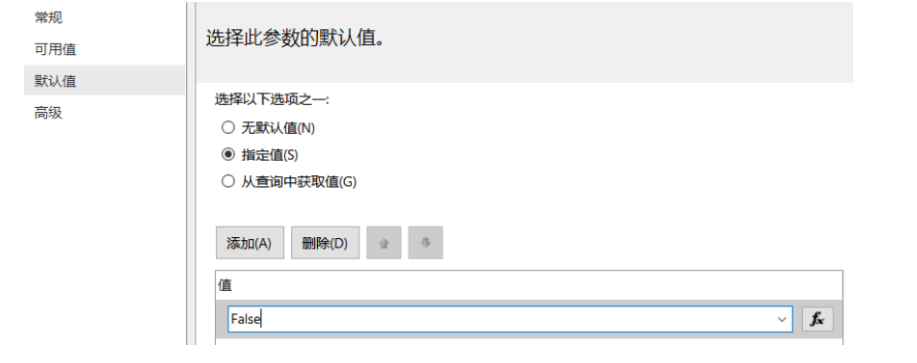 常规
可用值
默认值
高级
选择此参数的默认值。
选择以下选项之一:
无默认值(N)
指定值(S)
从查询中获取值(G)
添加(A) 删除(D)
值
False fx